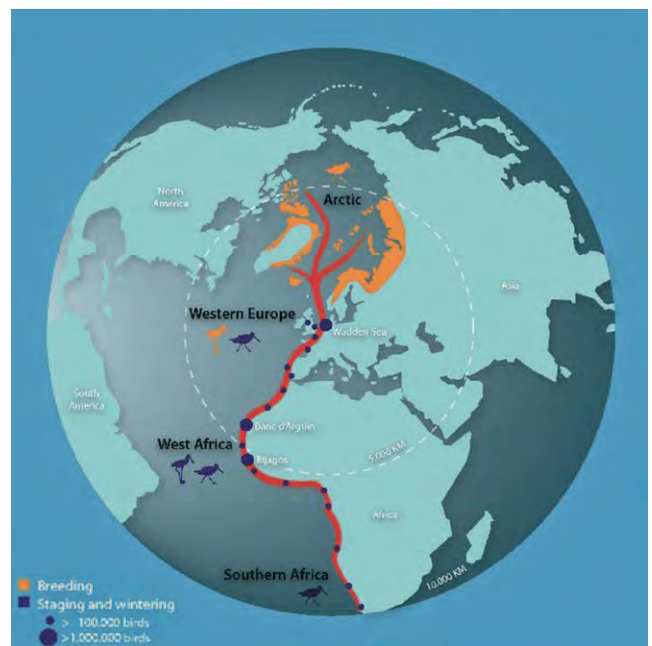 North
America
Arctic
Asia
Western Europe
Wadden Sea
South
America
Banc d'Arguin
West Africa
5.000 KM
Bijagos
Africa
Southern Africa
10.000 KM
Breeding
Staging and wintering
> 100.000 birds
>1.000.000 birds